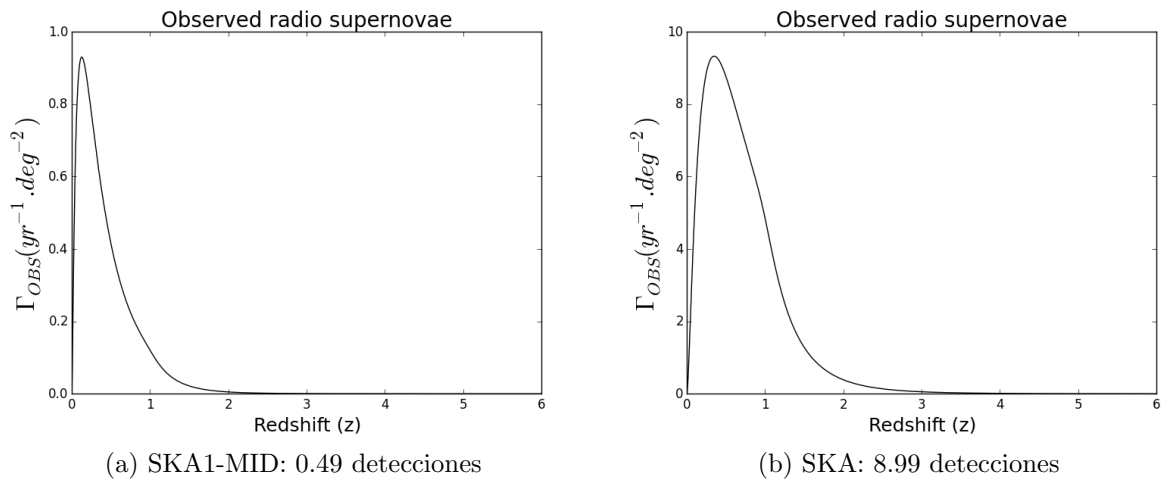 Observed radio supernovae
1.0
0.8
0.6
0.4
0.2
0.0
Γ_OBS(yr⁻¹.deg⁻²)
0 1 2 3 4 5 6
Redshift (z)
(a) SKA1-MID: 0.49 detecciones
Observed radio supernovae
10
8
6
4
2
0
Γ_OBS(yr⁻¹.deg⁻²)
0 1 2 3 4 5 6
Redshift (z)
(b) SKA: 8.99 detecciones